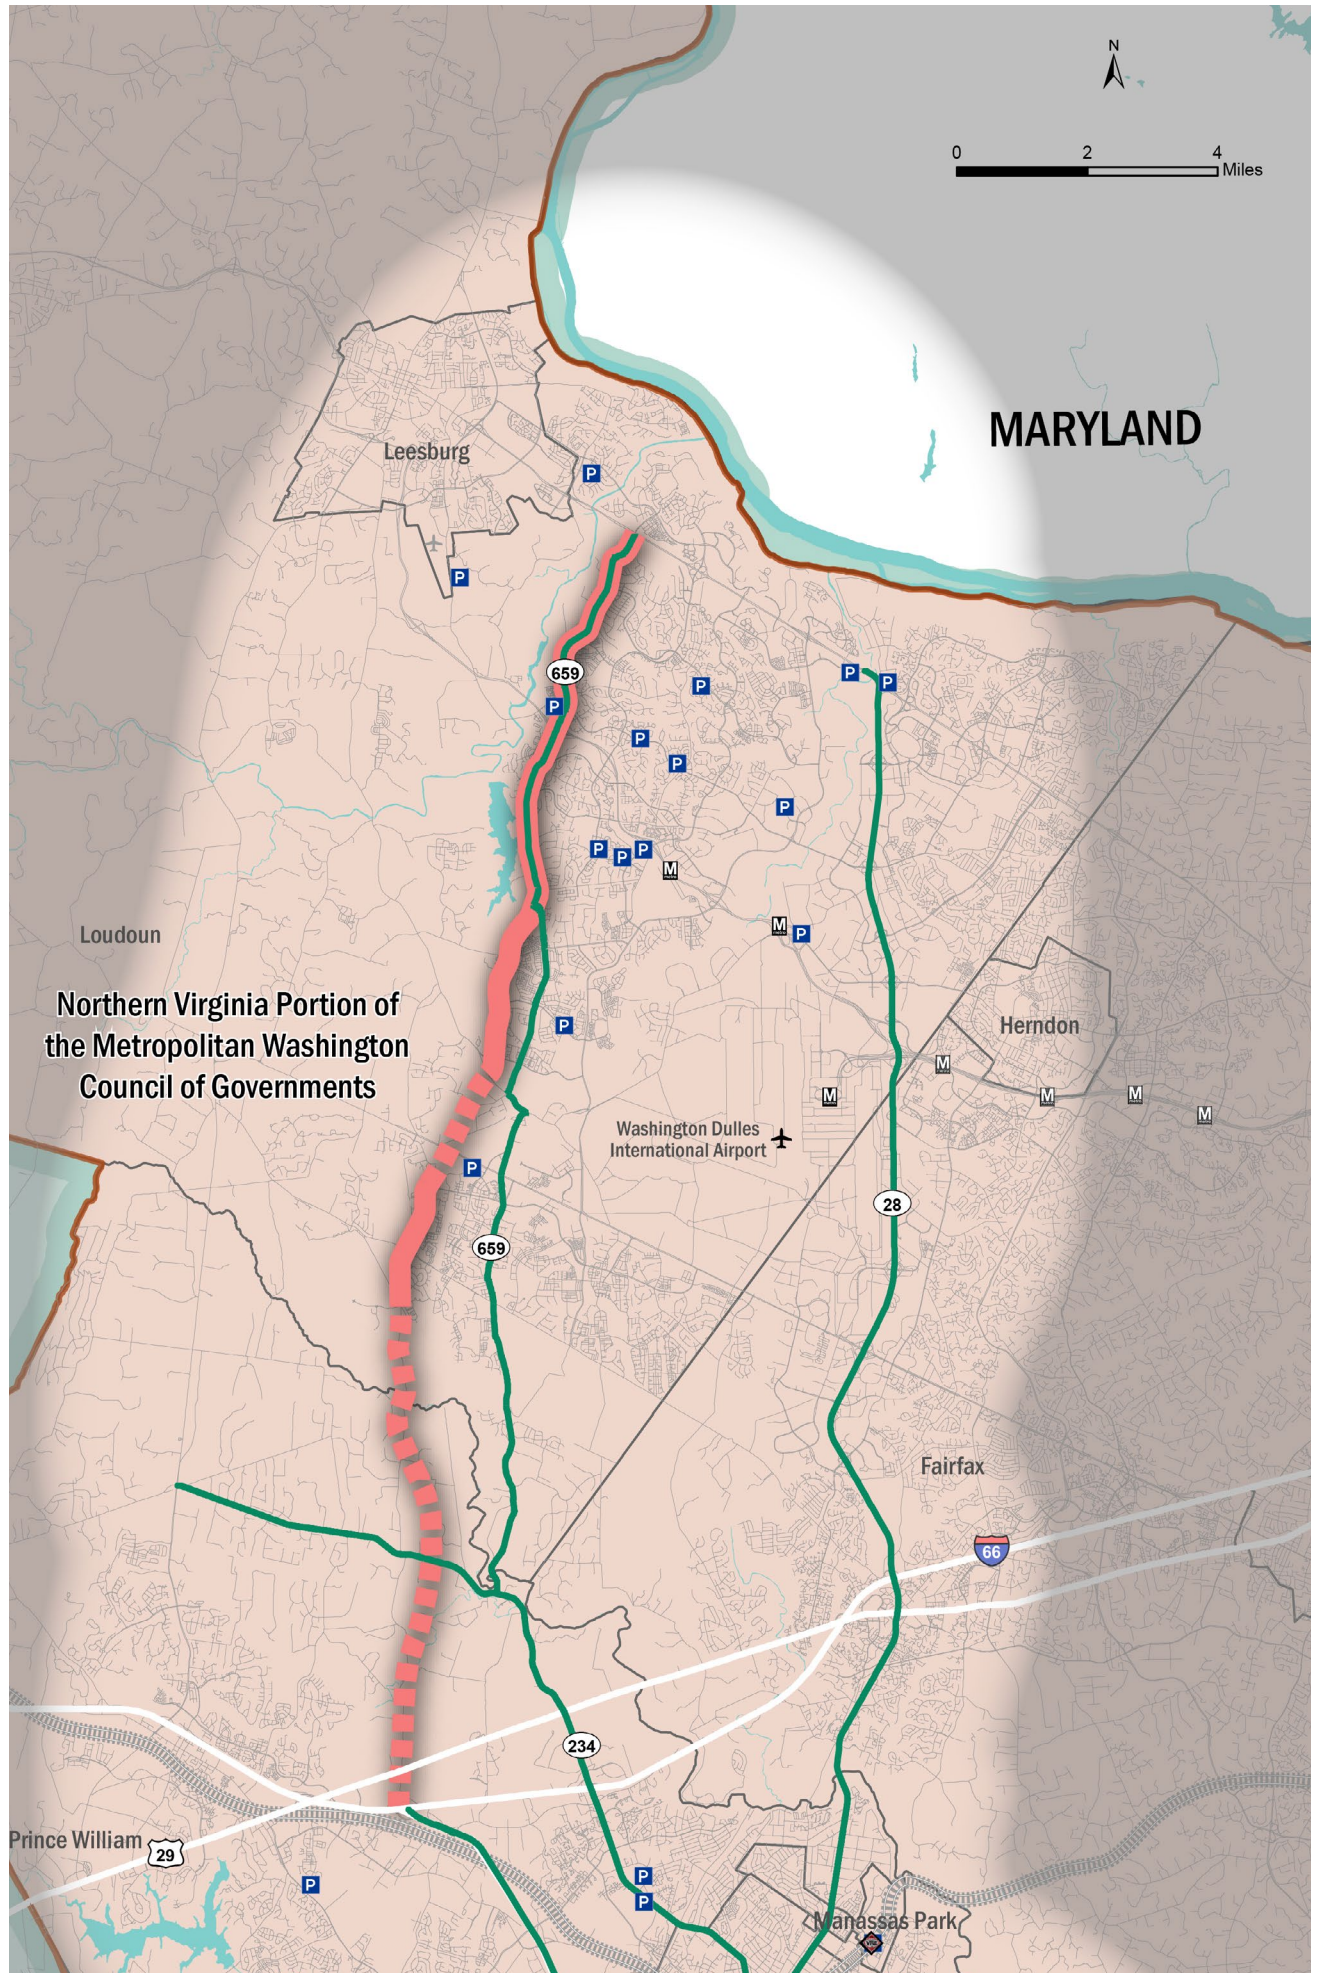 N
0 2 4
Miles
MARYLAND
Leesburg
P
P
659
P
P
P
P
P
P
P
P
P
M
M
P
Loudoun
Northern Virginia Portion of
the Metropolitan Washington
Council of Governments
P
Herndon
M
M
M
M
M
Washington Dulles
International Airport
P
28
659
Fairfax
66
234
Prince William
29
P
P
P
Manassas Park
VRE